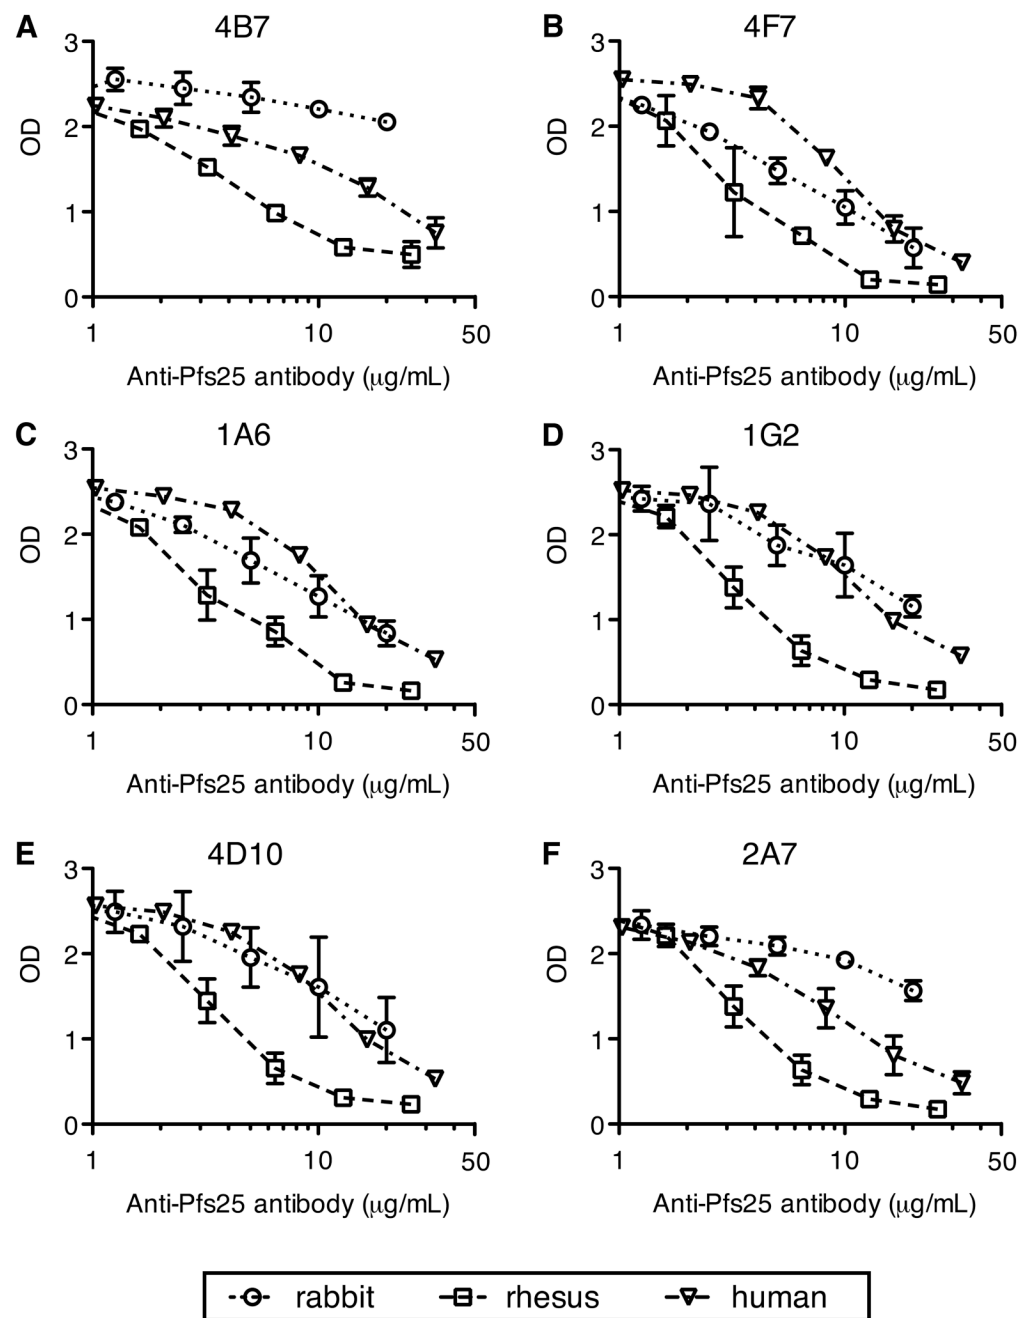 A 4B7
3
2
1
0
OD
1 10 50
Anti-Pfs25 antibody (μg/mL)
B 4F7
3
2
1
0
OD
1 10 50
Anti-Pfs25 antibody (μg/mL)
C 1A6
3
2
1
0
OD
1 10 50
Anti-Pfs25 antibody (μg/mL)
D 1G2
3
2
1
0
OD
1 10 50
Anti-Pfs25 antibody (μg/mL)
E 4D10
3
2
1
0
OD
1 10 50
Anti-Pfs25 antibody (μg/mL)
F 2A7
3
2
1
0
OD
1 10 50
Anti-Pfs25 antibody (μg/mL)
rabbit rhesus human